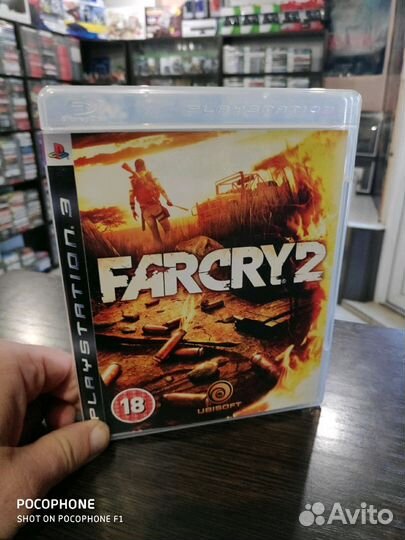 PLAYSTATION
PLAYSTATION 3
FARCRY 2
18
UBISOFT
POCOPHONE
SHOT ON POCOPHONE F1
Avito